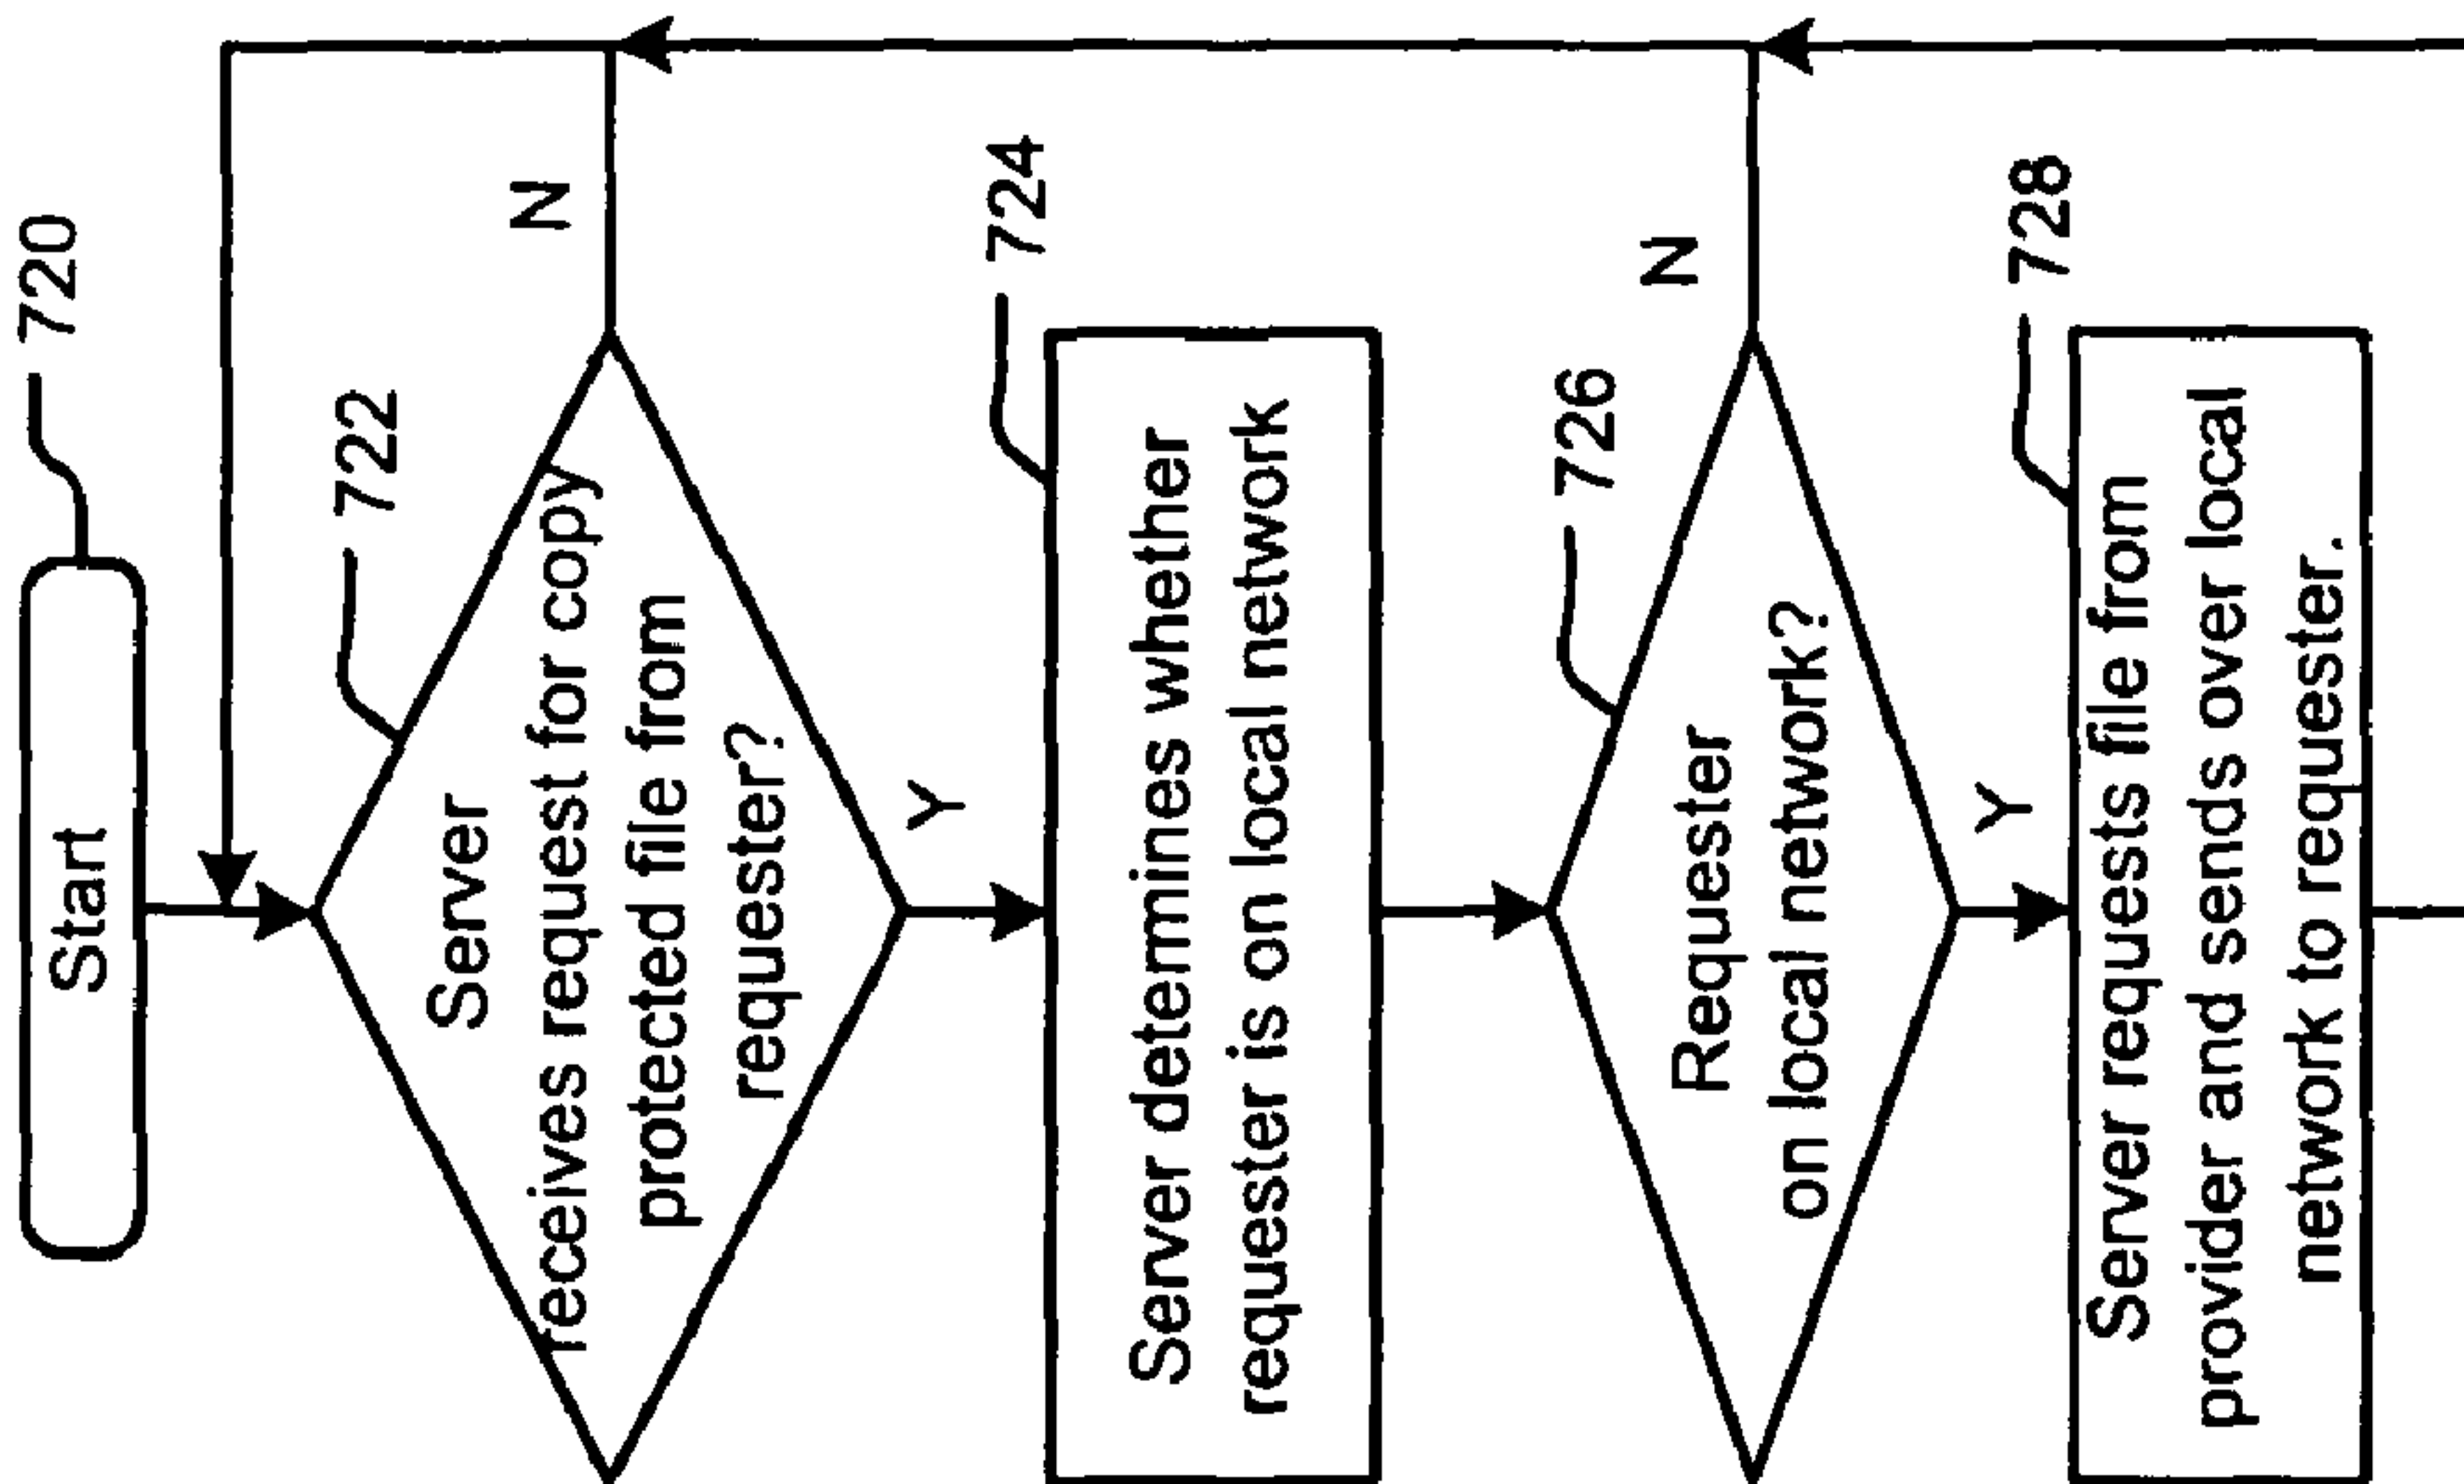 Start
720
Server
receives request for copy
protected file from
requester?
722
N
Y
Server determines whether
requester is on local network
724
Requester
on local network?
726
N
Y
Server requests file from
provider and sends over local
network to requester.
728